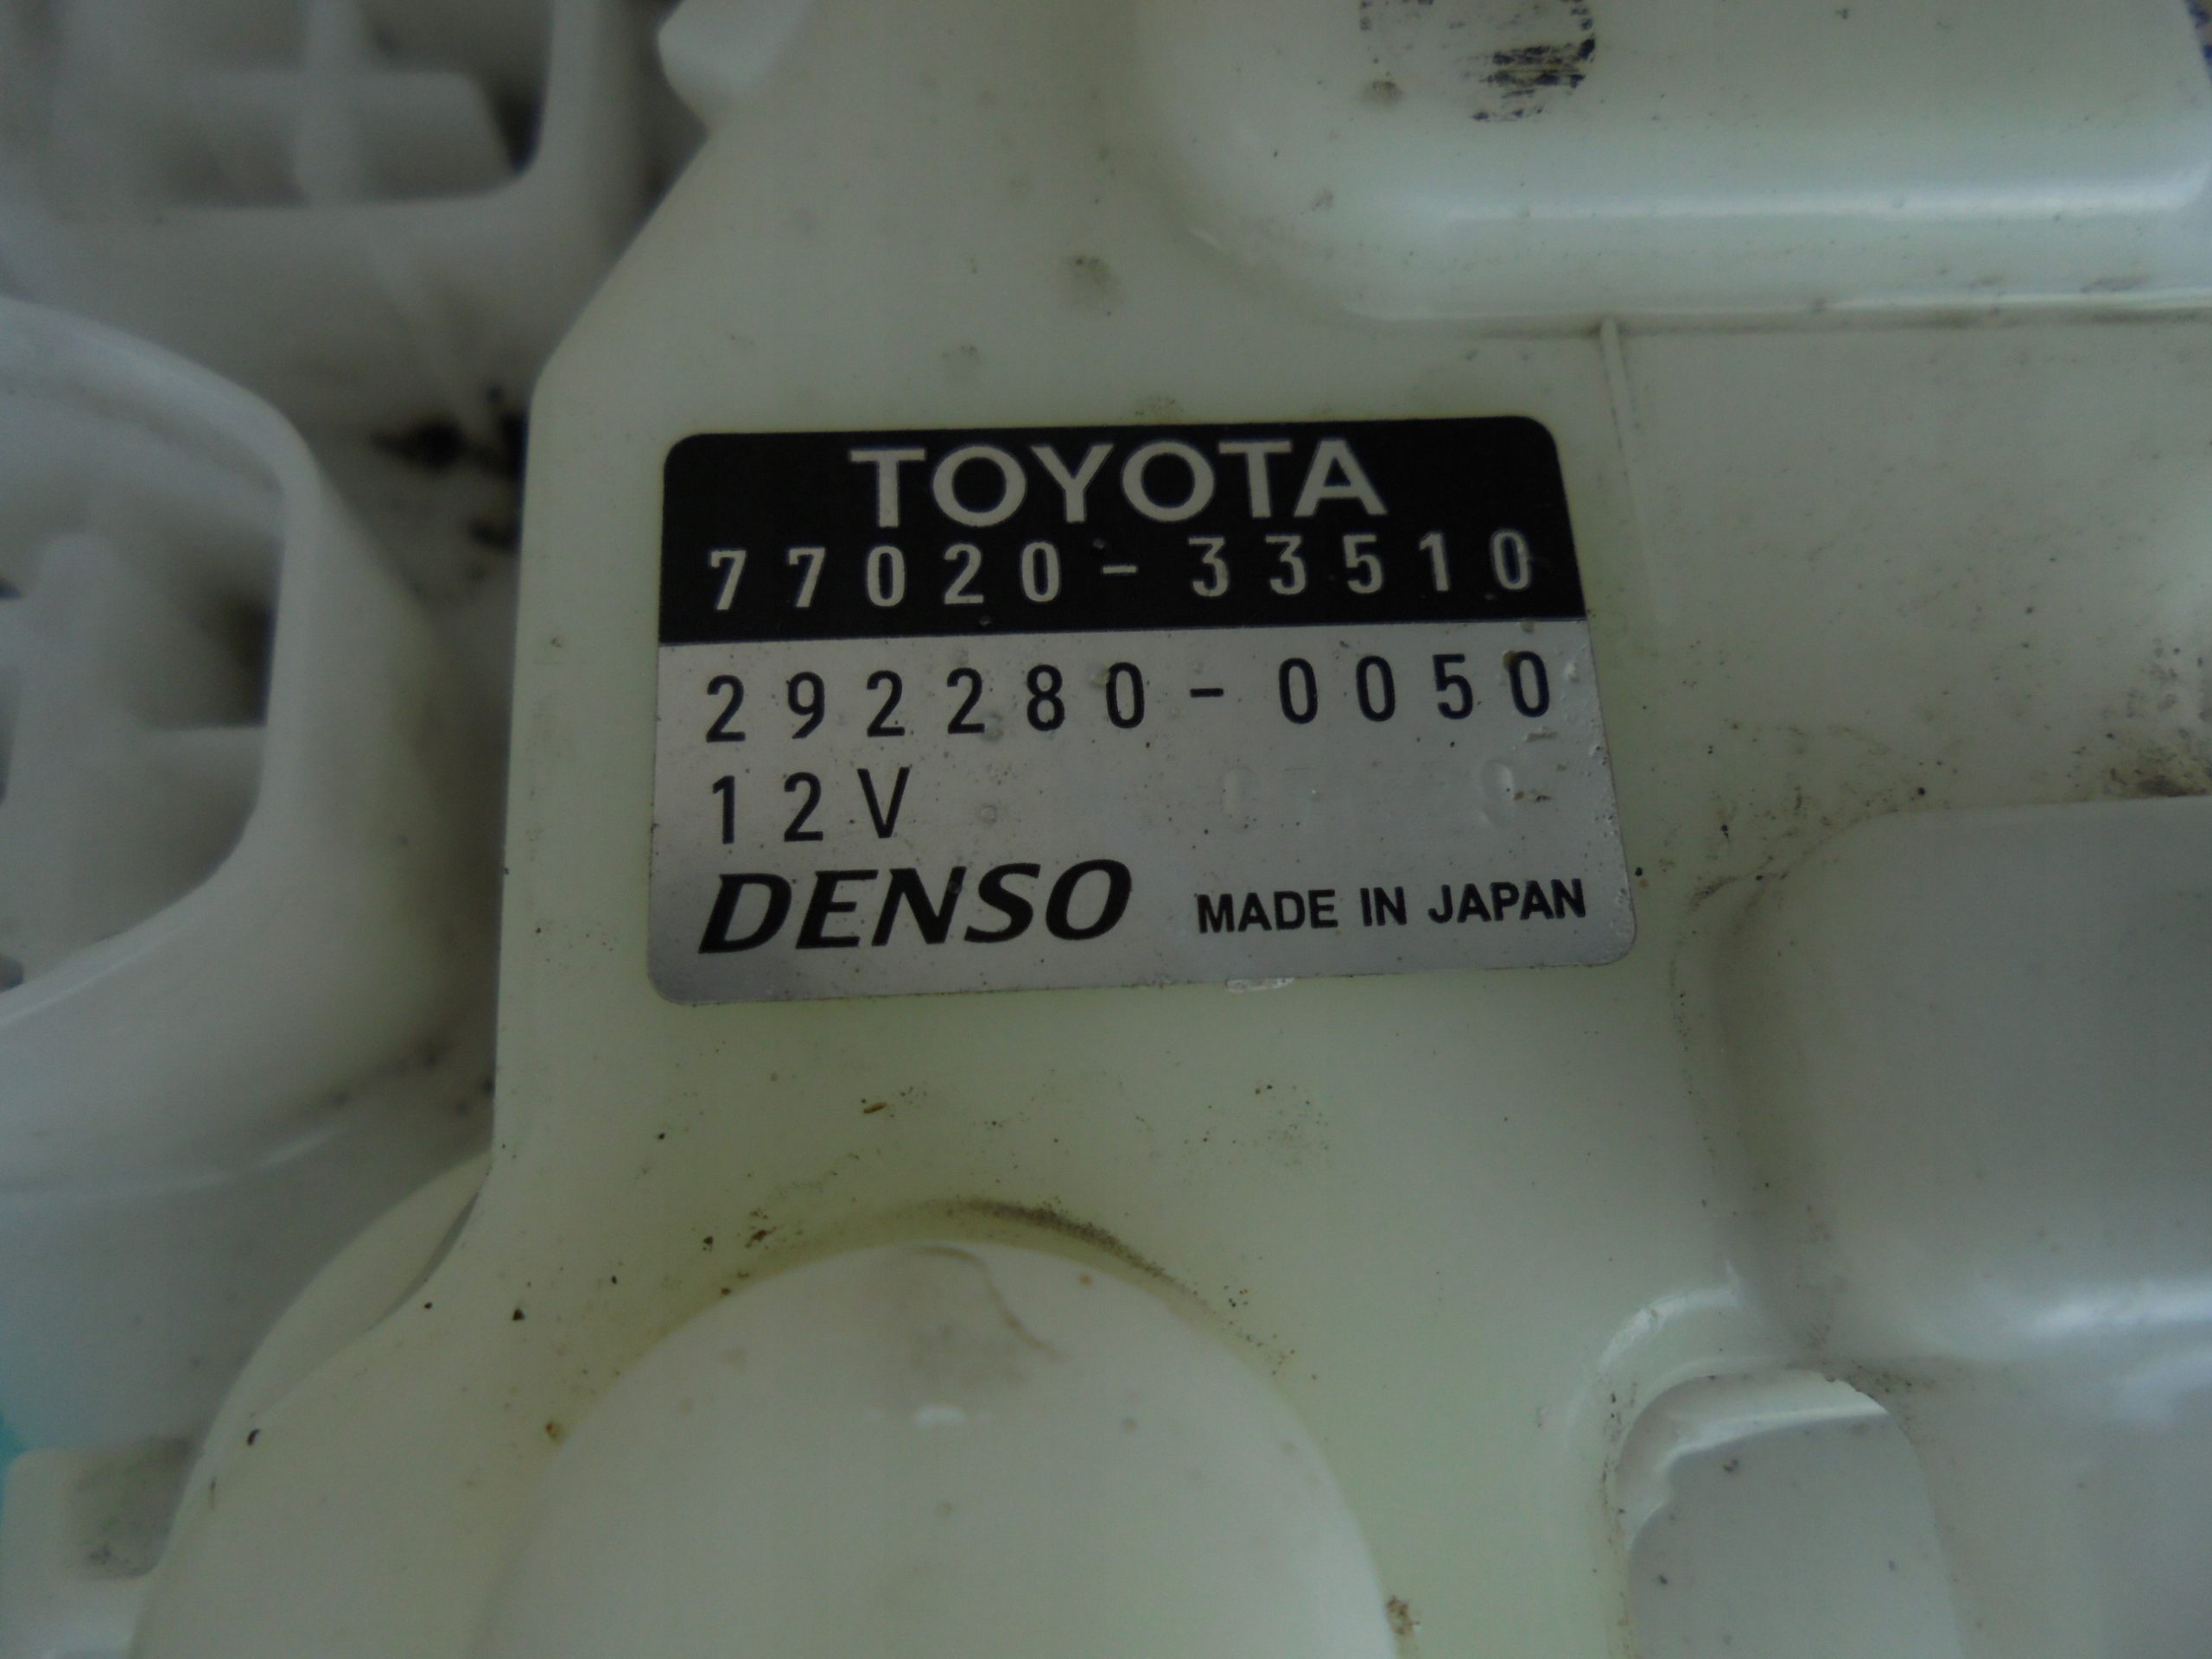 TOYOTA
77020-33510
292280-0050
12V
DENSO MADE IN JAPAN